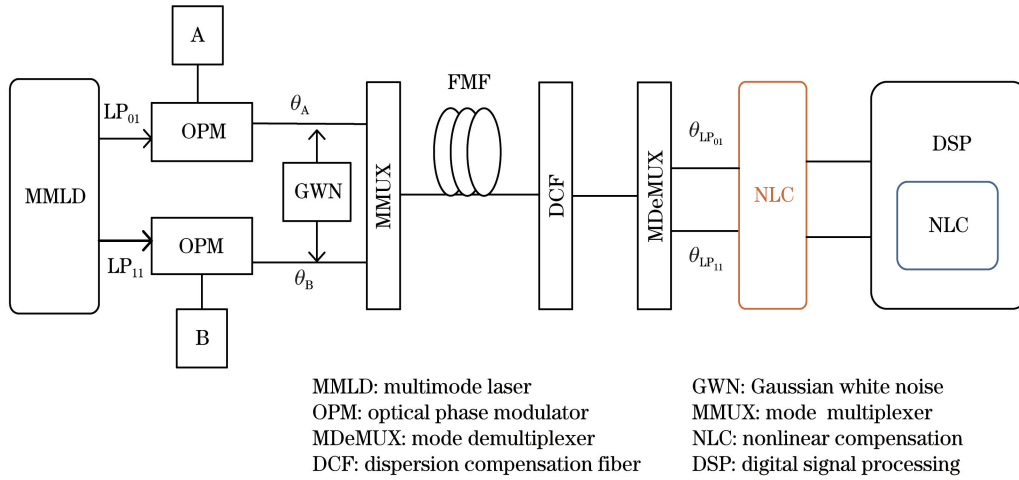 A
LP01
OPM
θA
MMLD
GWN
MMUX
FMF
DCF
MDeMUX
θLP01
NLC
DSP
NLC
LP11
OPM
θB
θLP11
B
MMLD: multimode laser
OPM: optical phase modulator
MDeMUX: mode demultiplexer
DCF: dispersion compensation fiber
GWN: Gaussian white noise
MMUX: mode multiplexer
NLC: nonlinear compensation
DSP: digital signal processing